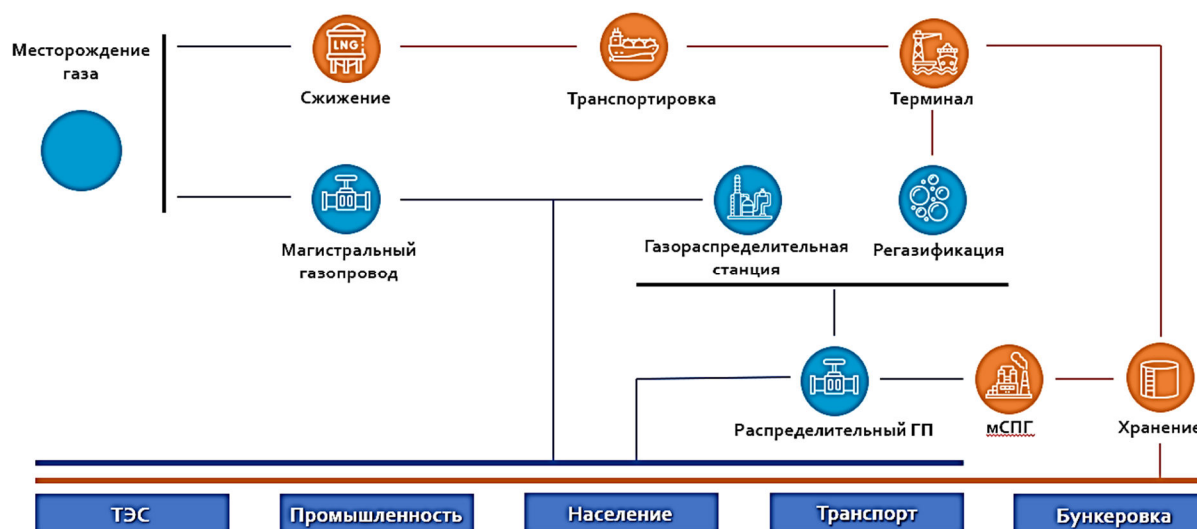 Месторождение
газа
LNG
Сжижение
Транспортировка
Терминал
Магистральный
газопровод
Газораспределительная
станция
Регазификация
Распределительный ГП
мСПГ
Хранение
ТЭС
Промышленность
Население
Транспорт
Бункеровка